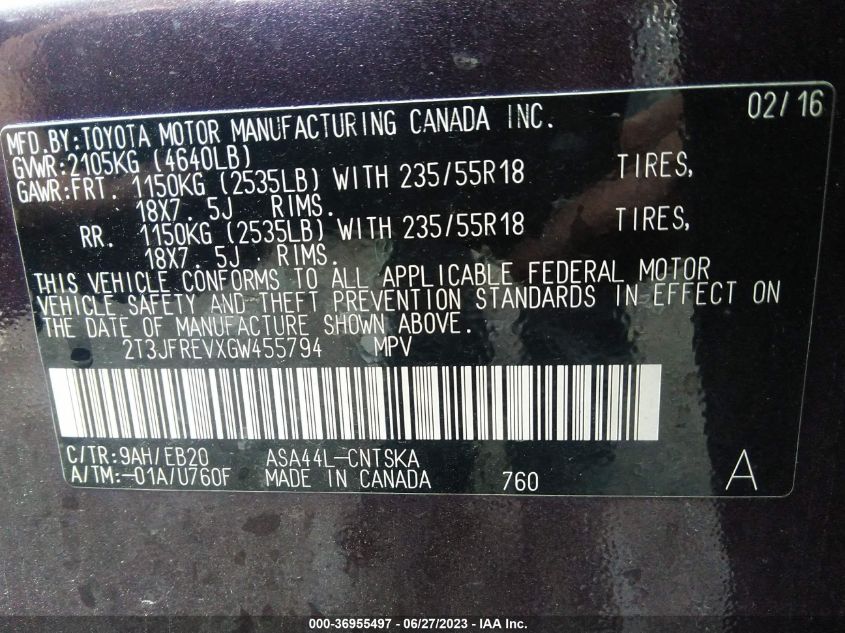 02/16
MFD.BY:TOYOTA MOTOR MANUFACTURING CANADA INC.
GVWR:2105KG (4640LB)
GAWR:FRT. 1150KG (2535LB) WITH 235/55R18 TIRES,
18X7.5J RIMS.
RR. 1150KG (2535LB) WITH 235/55R18 TIRES,
18X7.5J RIMS.
THIS VEHICLE CONFORMS TO ALL APPLICABLE FEDERAL MOTOR
VEHICLE SAFETY AND THEFT PREVENTION STANDARDS IN EFFECT ON
THE DATE OF MANUFACTURE SHOWN ABOVE.
2T3JFREVXGW455794 MPV
C/TR:9AH/EB20 ASA44L-CNTSKA
A/TM:-01A/U760F MADE IN CANADA 760 A
000-36955497 - 06/27/2023 - IAA Inc.